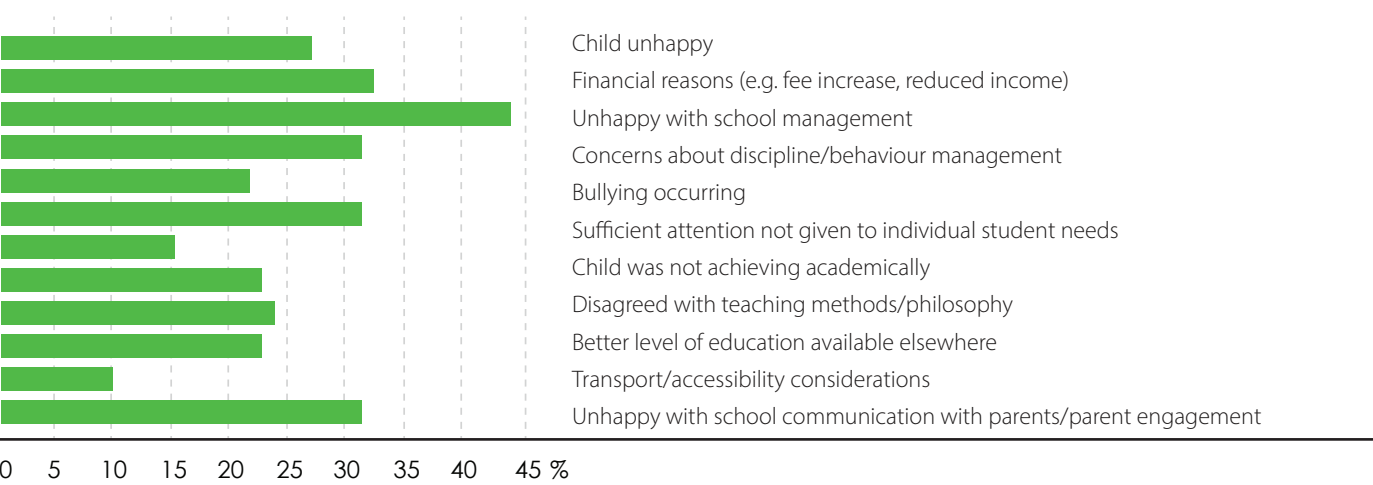 Child unhappy
Financial reasons (e.g. fee increase, reduced income)
Unhappy with school management
Concerns about discipline/behaviour management
Bullying occurring
Sufficient attention not given to individual student needs
Child was not achieving academically
Disagreed with teaching methods/philosophy
Better level of education available elsewhere
Transport/accessibility considerations
Unhappy with school communication with parents/parent engagement
0 5 10 15 20 25 30 35 40 45 %